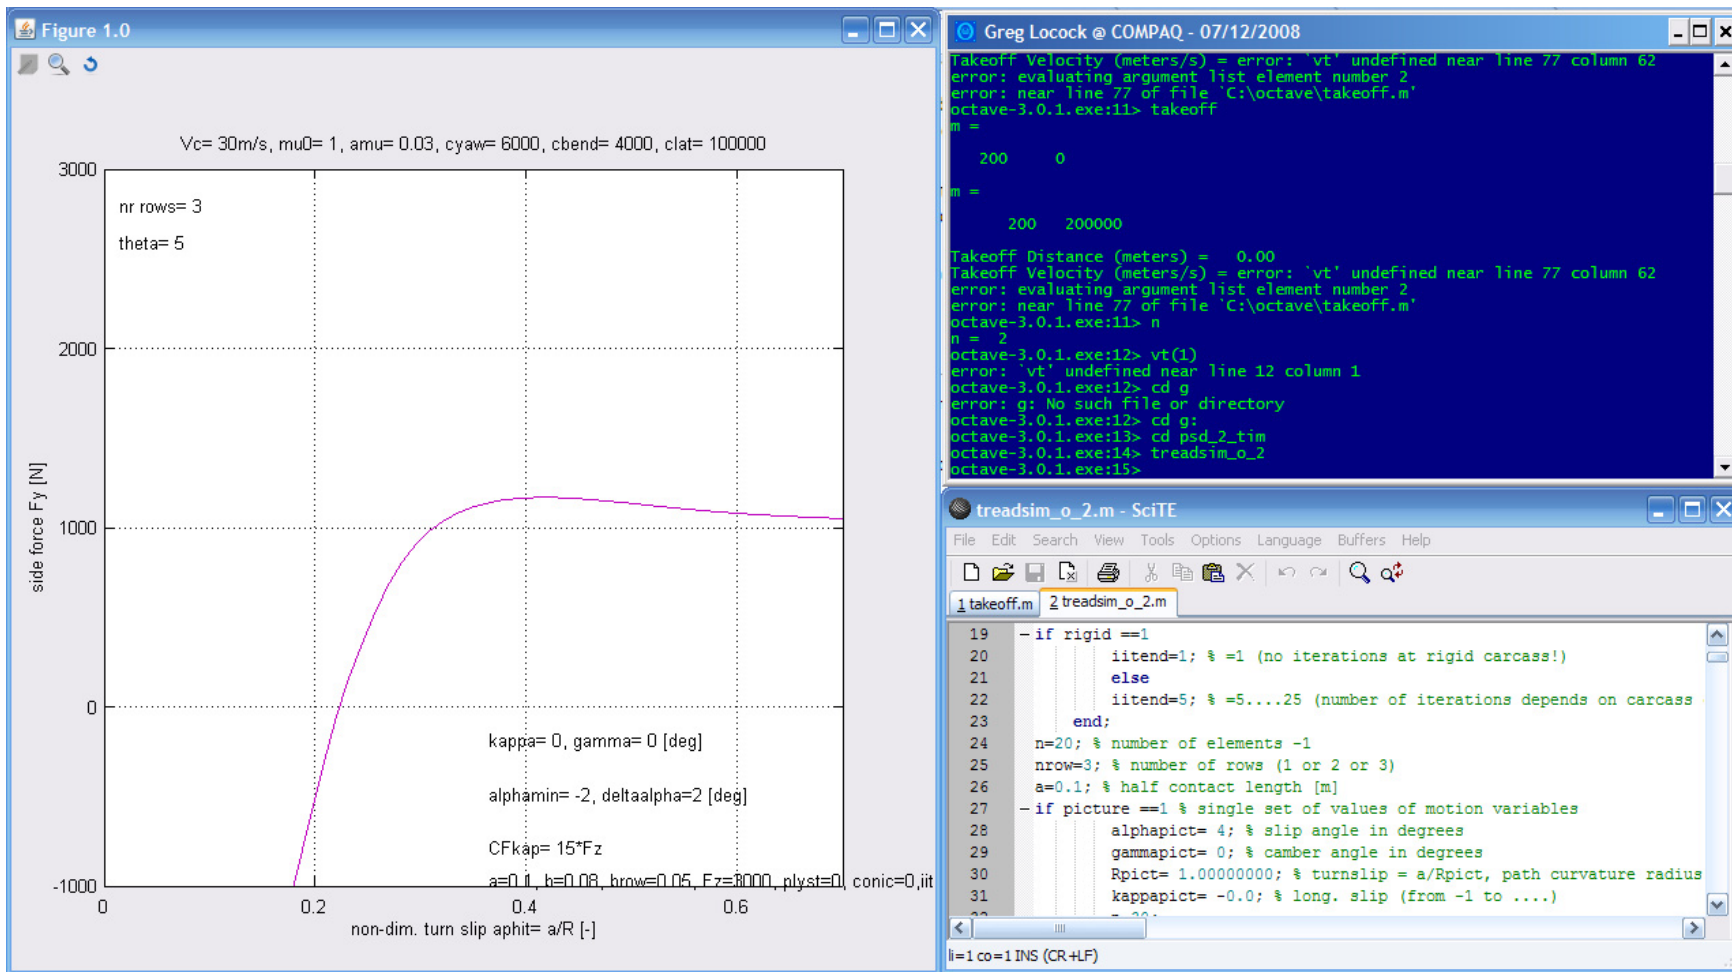 Figure 1.0
Vc= 30m/s, mu0= 1, amu= 0.03, cyaw= 6000, cbend= 4000, clat= 100000
3000
nr rows= 3
theta= 5
2000
side force Fy [N]
1000
0
kappa= 0, gamma= 0 [deg]
alphamin= -2, deltaalpha=2 [deg]
CFkap= 15*Fz
a=0.1, b=0.08, brow=0.05, Fz=3000, plyst=0, conic=0,iit
-1000
0 0.2 0.4 0.6
non-dim. turn slip aphit= a/R [-]
Greg Locock @ COMPAQ - 07/12/2008
Takeoff Velocity (meters/s) = error: `vt' undefined near line 77 column 62
error: evaluating argument list element number 2
error: near line 77 of file `C:\octave\takeoff.m'
octave-3.0.1.exe:11> takeoff
m =
200 0
m =
200 200000
Takeoff Distance (meters) = 0.00
Takeoff Velocity (meters/s) = error: `vt' undefined near line 77 column 62
error: evaluating argument list element number 2
error: near line 77 of file `C:\octave\takeoff.m'
octave-3.0.1.exe:11> n
n = 2
octave-3.0.1.exe:12> vt(1)
error: `vt' undefined near line 12 column 1
octave-3.0.1.exe:12> cd g
error: g: No such file or directory
octave-3.0.1.exe:12> cd g:
octave-3.0.1.exe:13> cd psd_2_tim
octave-3.0.1.exe:14> treadsim_o_2
octave-3.0.1.exe:15>
treadsim_o_2.m - SciTE
File Edit Search View Tools Options Language Buffers Help
1 takeoff.m 2 treadsim_o_2.m
19 if rigid ==1
20 iitend=1; % =1 (no iterations at rigid carcass!)
21 else
22 iitend=5; % =5....25 (number of iterations depends on carcass
23 end;
24 n=20; % number of elements -1
25 nrow=3; % number of rows (1 or 2 or 3)
26 a=0.1; % half contact length [m]
27 if picture ==1 % single set of values of motion variables
28 alphapict= 4; % slip angle in degrees
29 gammapict= 0; % camber angle in degrees
30 Rpict= 1.00000000; % turnslip = a/Rpict, path curvature radius
31 kappapict= -0.0; % long. slip (from -1 to ....)
li=1 co=1 INS (CR+LF)